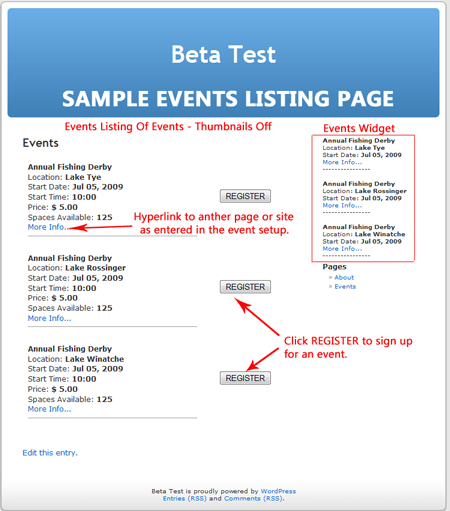 Beta Test
SAMPLE EVENTS LISTING PAGE
Events Listing Of Events - Thumbnails Off
Events
Annual Fishing Derby
Location: Lake Tye
Start Date: Jul 05, 2009
Start Time: 10:00
Price: $ 5.00
Spaces Available: 125
More Info...
REGISTER
Hyperlink to anther page or site
as entered in the event setup.
Annual Fishing Derby
Location: Lake Rossinger
Start Date: Jul 05, 2009
Start Time: 10:00
Price: $ 5.00
Spaces Available: 125
More Info...
REGISTER
Click REGISTER to sign up
for an event.
Annual Fishing Derby
Location: Lake Winatche
Start Date: Jul 05, 2009
Start Time: 10:00
Price: $ 5.00
Spaces Available: 125
More Info...
REGISTER
Edit this entry.
Events Widget
Annual Fishing Derby
Location: Lake Tye
Start Date: Jul 05, 2009
More Info...
----------------
Annual Fishing Derby
Location: Lake Rossinger
Start Date: Jul 05, 2009
More Info...
----------------
Annual Fishing Derby
Location: Lake Winatche
Start Date: Jul 05, 2009
More Info...
----------------
Pages
» About
» Events
Beta Test is proudly powered by WordPress
Entries (RSS) and Comments (RSS).